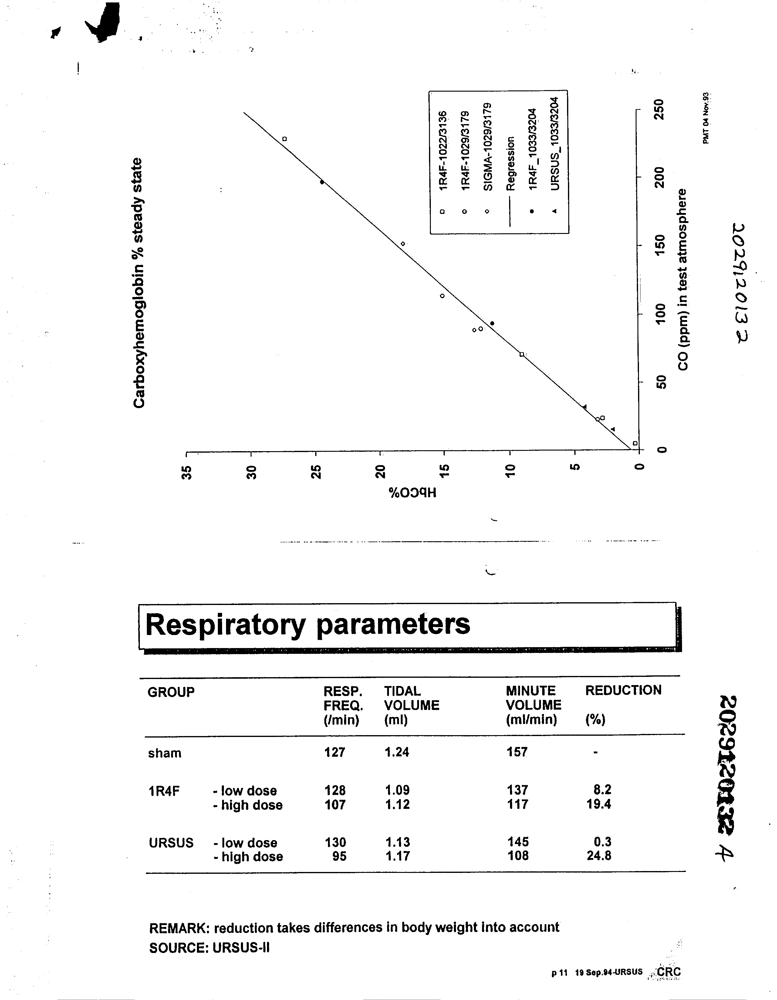 Carboxyhemoglobin % steady state
HbCO%
35
30
25
20
15
10
5
0
0
50
100
150
200
250
CO (ppm) in test atmosphere
1R4F-1022/3136
1R4F-1029/3179
SIGMA-1029/3179
Regression
1R4F_1033/3204
URSUS_1033/3204
PMT 04 Nov.93
2029120132
Respiratory parameters
GROUP RESP. TIDAL MINUTE REDUCTION
FREQ. VOLUME VOLUME
(/min) (ml) (ml/min) (%)
sham 127 1.24 157 -
1R4F - low dose 128 1.09 137 8.2
- high dose 107 1.12 117 19.4
URSUS - low dose 130 1.13 145 0.3
- high dose 95 1.17 108 24.8
2029120132 A
REMARK: reduction takes differences in body weight into account
SOURCE: URSUS-II
p 11 19 Sep.94-URSUS CRC